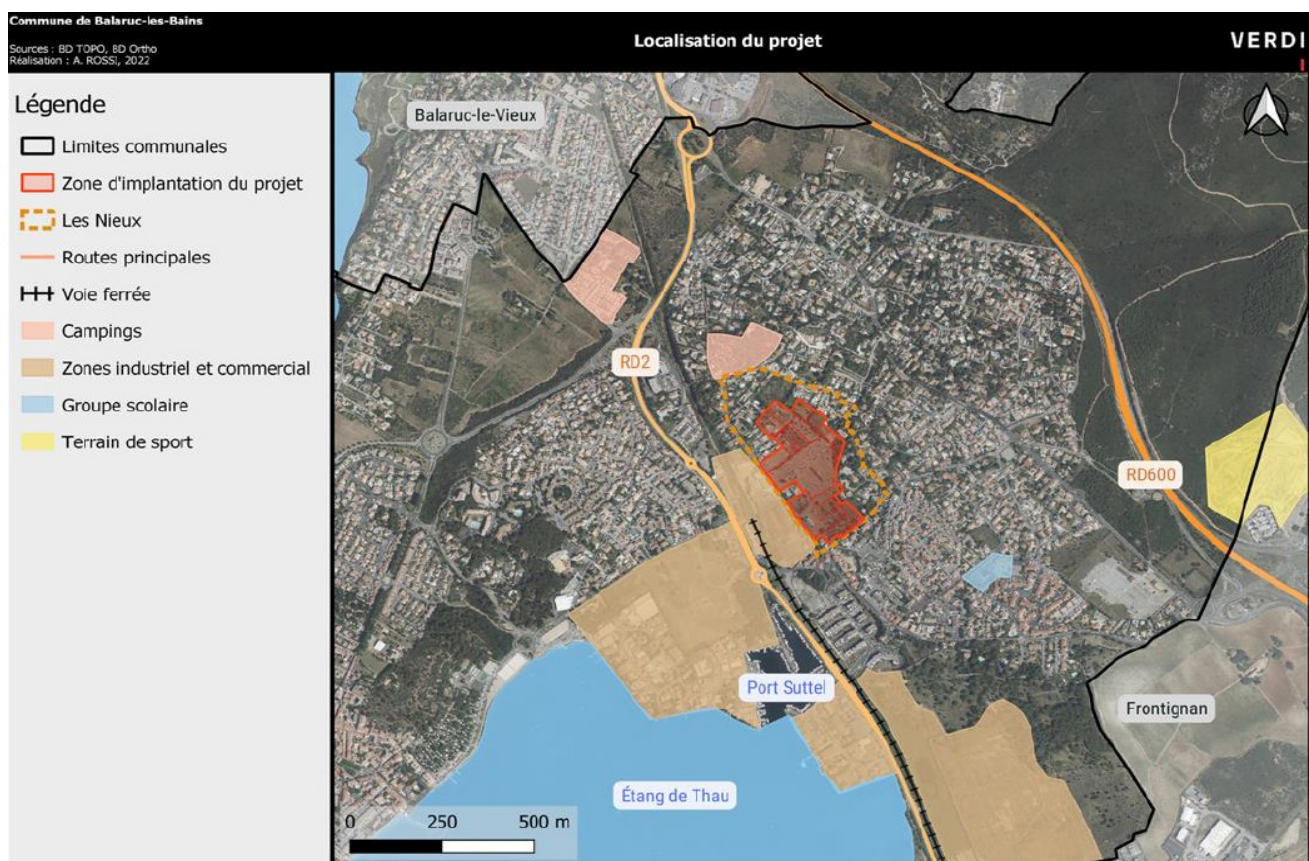 Commune de Balaruc-les-Bains
Sources : BD TOPO, BD Ortho
Réalisation : A. ROSSI, 2022
Localisation du projet
VERDI
Légende
Limites communales
Zone d'implantation du projet
Les Nieux
Routes principales
Voie ferrée
Campings
Zones industriel et commercial
Groupe scolaire
Terrain de sport
Balaruc-le-Vieux
RD2
RD600
Port Suttel
Frontignan
Étang de Thau
0 250 500 m